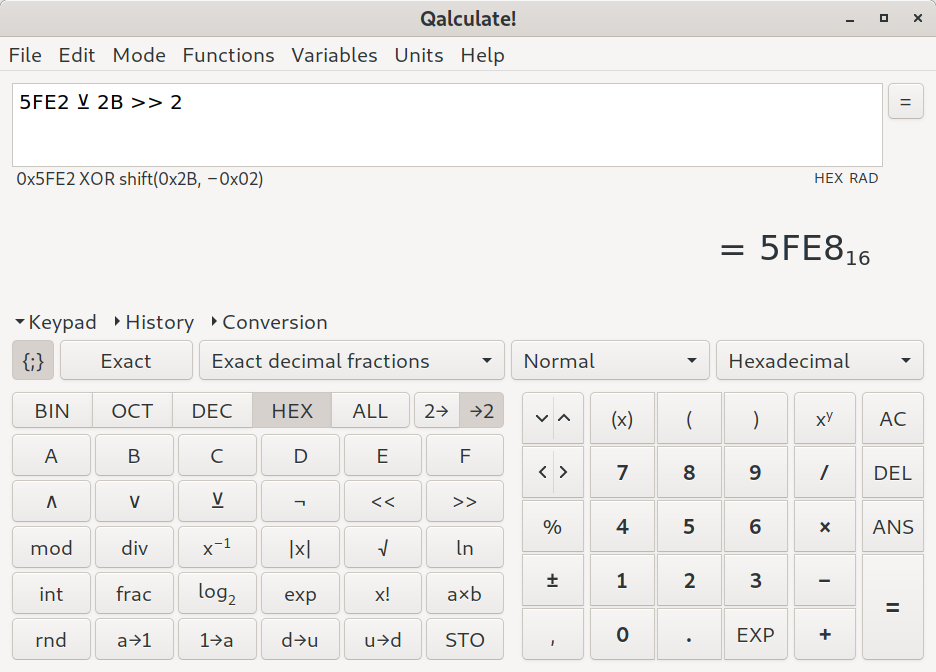 Qalculate!
File Edit Mode Functions Variables Units Help
5FE2 ⊻ 2B >> 2
=
0x5FE2 XOR shift(0x2B, −0x02)
HEX RAD
= 5FE8₁₆
Keypad History Conversion
{;} Exact Exact decimal fractions Normal Hexadecimal
BIN OCT DEC HEX ALL 2→ →2
A B C D E F
∧ ∨ ⊻ ¬ << >>
mod div x⁻¹ |x| √ ln
int frac log₂ exp x! a×b
rnd a→1 1→a d→u u→d STO
(x) ( ) xʸ AC
< > 7 8 9 / DEL
% 4 5 6 × ANS
± 1 2 3 − =
, 0 . EXP +